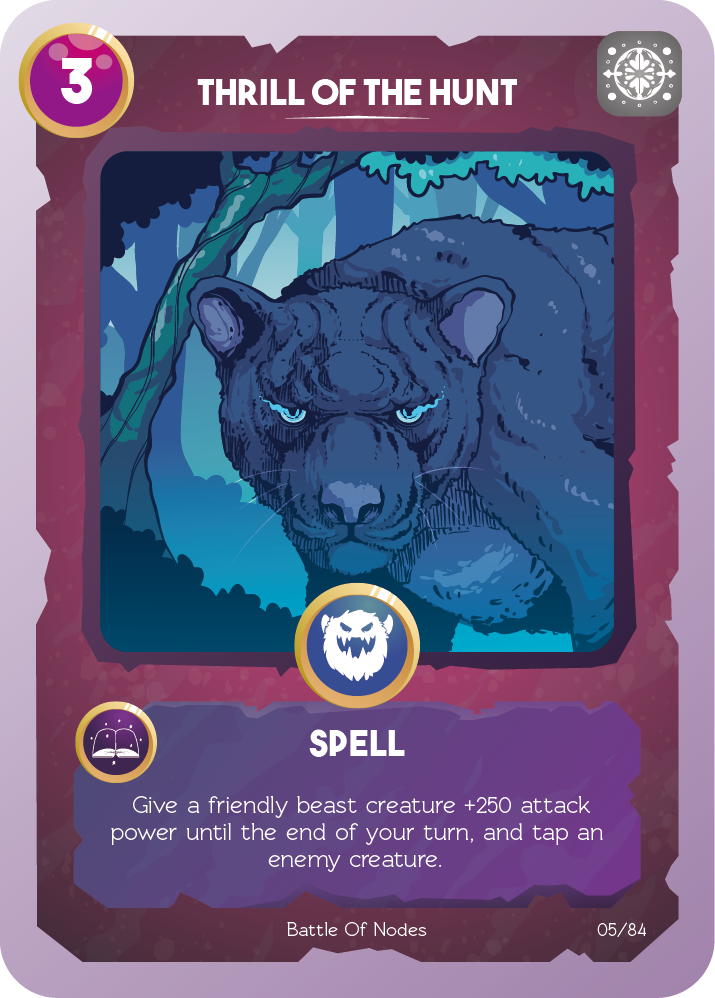 3
THRILL OF THE HUNT
SPELL
Give a friendly beast creature +250 attack
power until the end of your turn, and tap an
enemy creature.
Battle Of Nodes
05/84